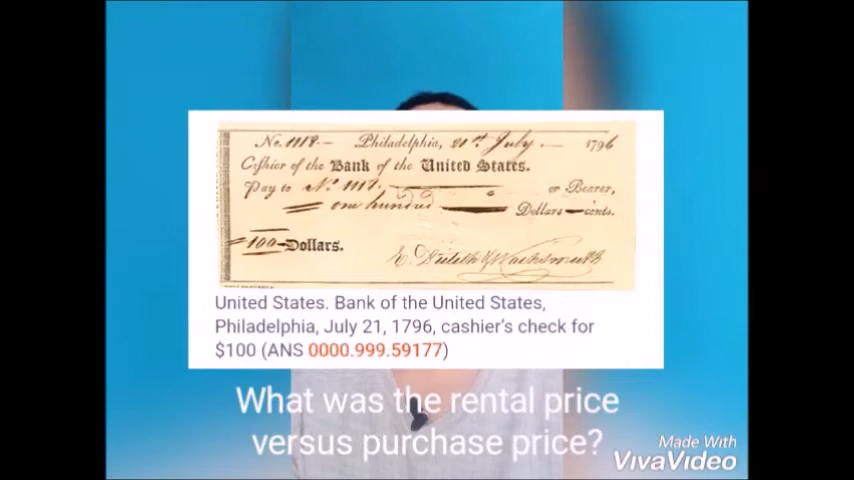 No. 1118.— Philadelphia, 21st July — 1796
Cashier of the Bank of the United States.
Pay to No. 1118. or Bearer,
one hundred Dollars — cents.
100 Dollars.
United States. Bank of the United States,
Philadelphia, July 21, 1796, cashier's check for
$100 (ANS 0000.999.59177)
What was the rental price
versus purchase price?
Made With
VivaVideo